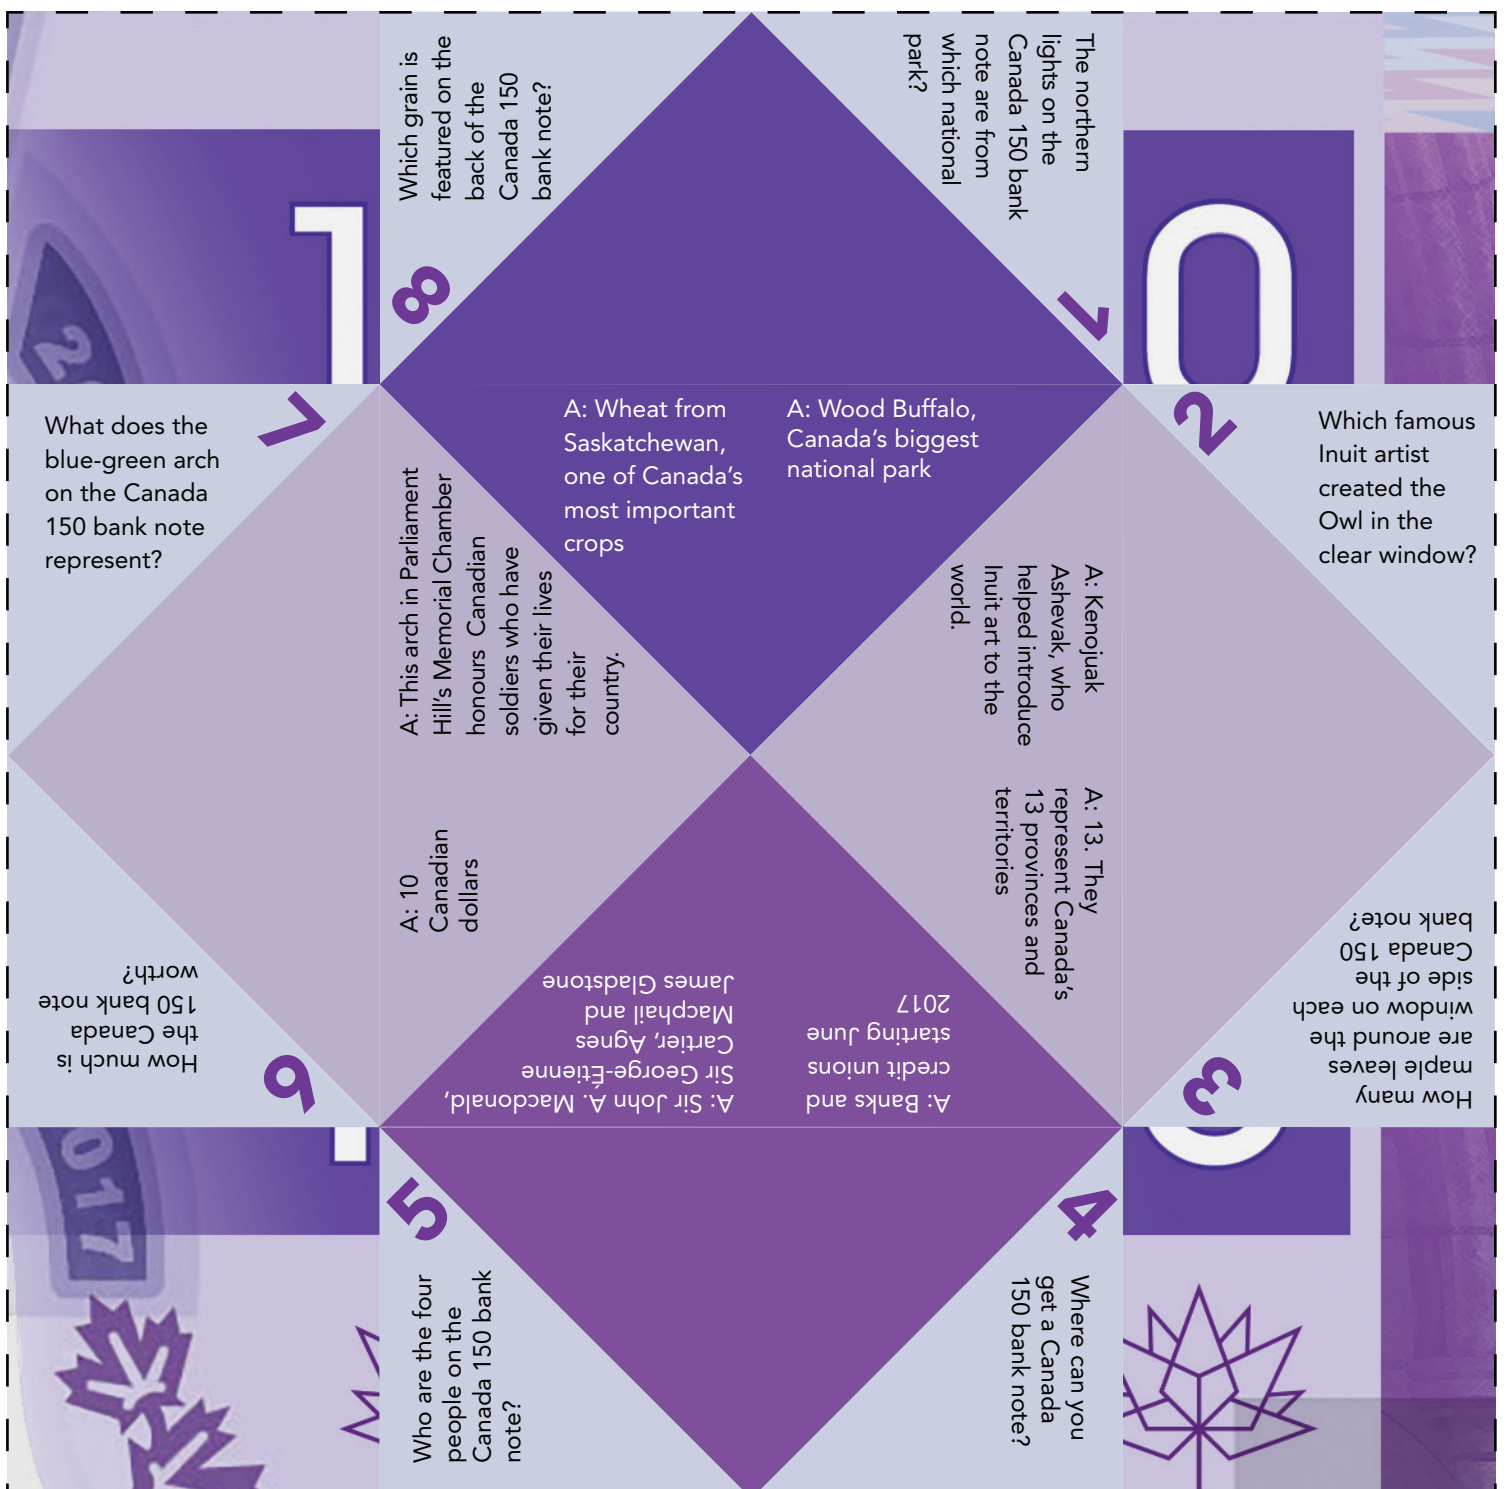 Which grain is
featured on the
back of the
Canada 150
bank note?
8
The northern
lights on the
Canada 150 bank
note are from
which national
park?
1
1
0
20
7
What does the
blue-green arch
on the Canada
150 bank note
represent?
A: Wheat from
Saskatchewan,
one of Canada's
most important
crops
A: Wood Buffalo,
Canada's biggest
national park
2
Which famous
Inuit artist
created the
Owl in the
clear window?
A: This arch in Parliament
Hill's Memorial Chamber
honours Canadian
soldiers who have
given their lives
for their
country.
A: Kenojuak
Ashevak, who
helped introduce
Inuit art to the
world.
A: 10
Canadian
dollars
A: 13. They
represent Canada's
13 provinces and
territories
How much is
the Canada
150 bank note
worth?
6
A: Sir John A. Macdonald,
Sir George-Étienne
Cartier, Agnes
Macphail and
James Gladstone
A: Banks and
credit unions
starting June
2017
3
How many
maple leaves
are around the
window on each
side of the
Canada 150
bank note?
017
5
Who are the four
people on the
Canada 150 bank
note?
4
Where can you
get a Canada
150 bank note?